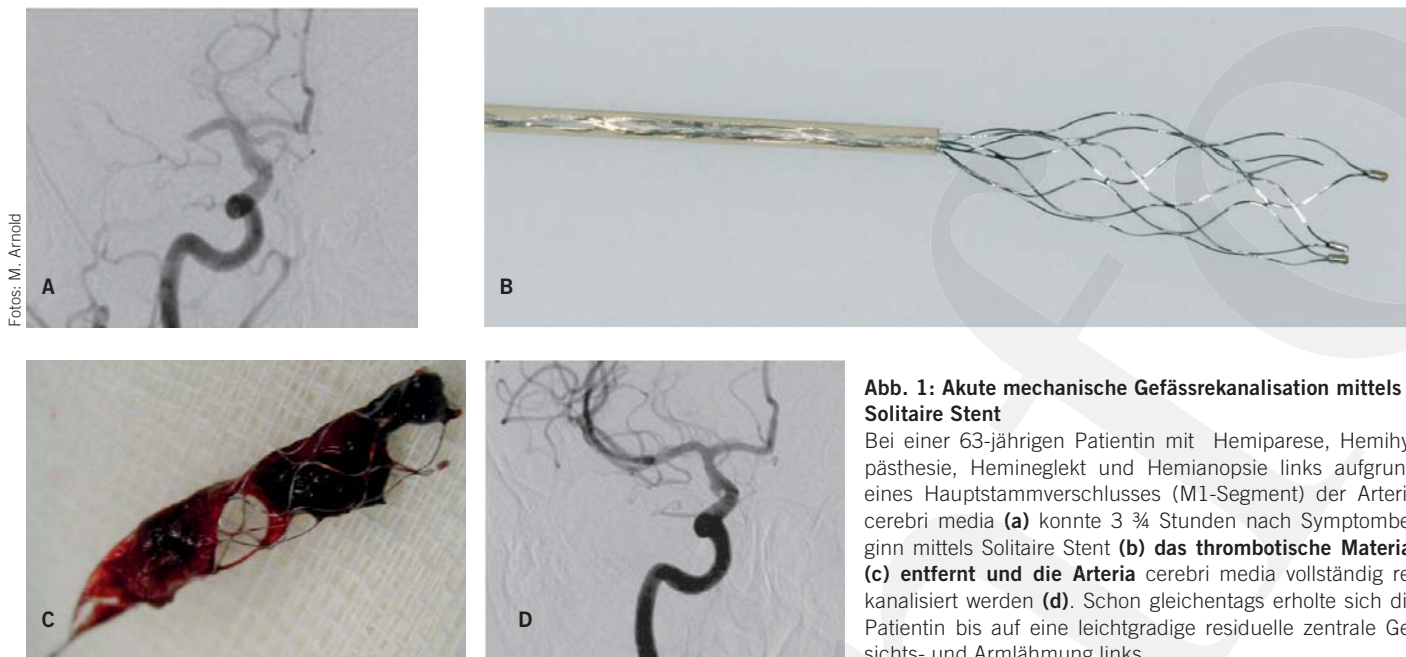 Fotos: M. Arnold
A
B
C
D
Abb. 1: Akute mechanische Gefässrekanalisation mittels
Solitaire Stent
Bei einer 63-jährigen Patientin mit Hemiparese, Hemihy
pästhesie, Hemineglekt und Hemianopsie links aufgrun
eines Hauptstammverschlusses (M1-Segment) der Arteri
cerebri media (a) konnte 3 ¾ Stunden nach Symptombe
ginn mittels Solitaire Stent (b) das thrombotische Materia
(c) entfernt und die Arteria cerebri media vollständig re
kanalisiert werden (d). Schon gleichentags erholte sich di
Patientin bis auf eine leichtgradige residuelle zentrale Ge
sichts- und Armlähmung links